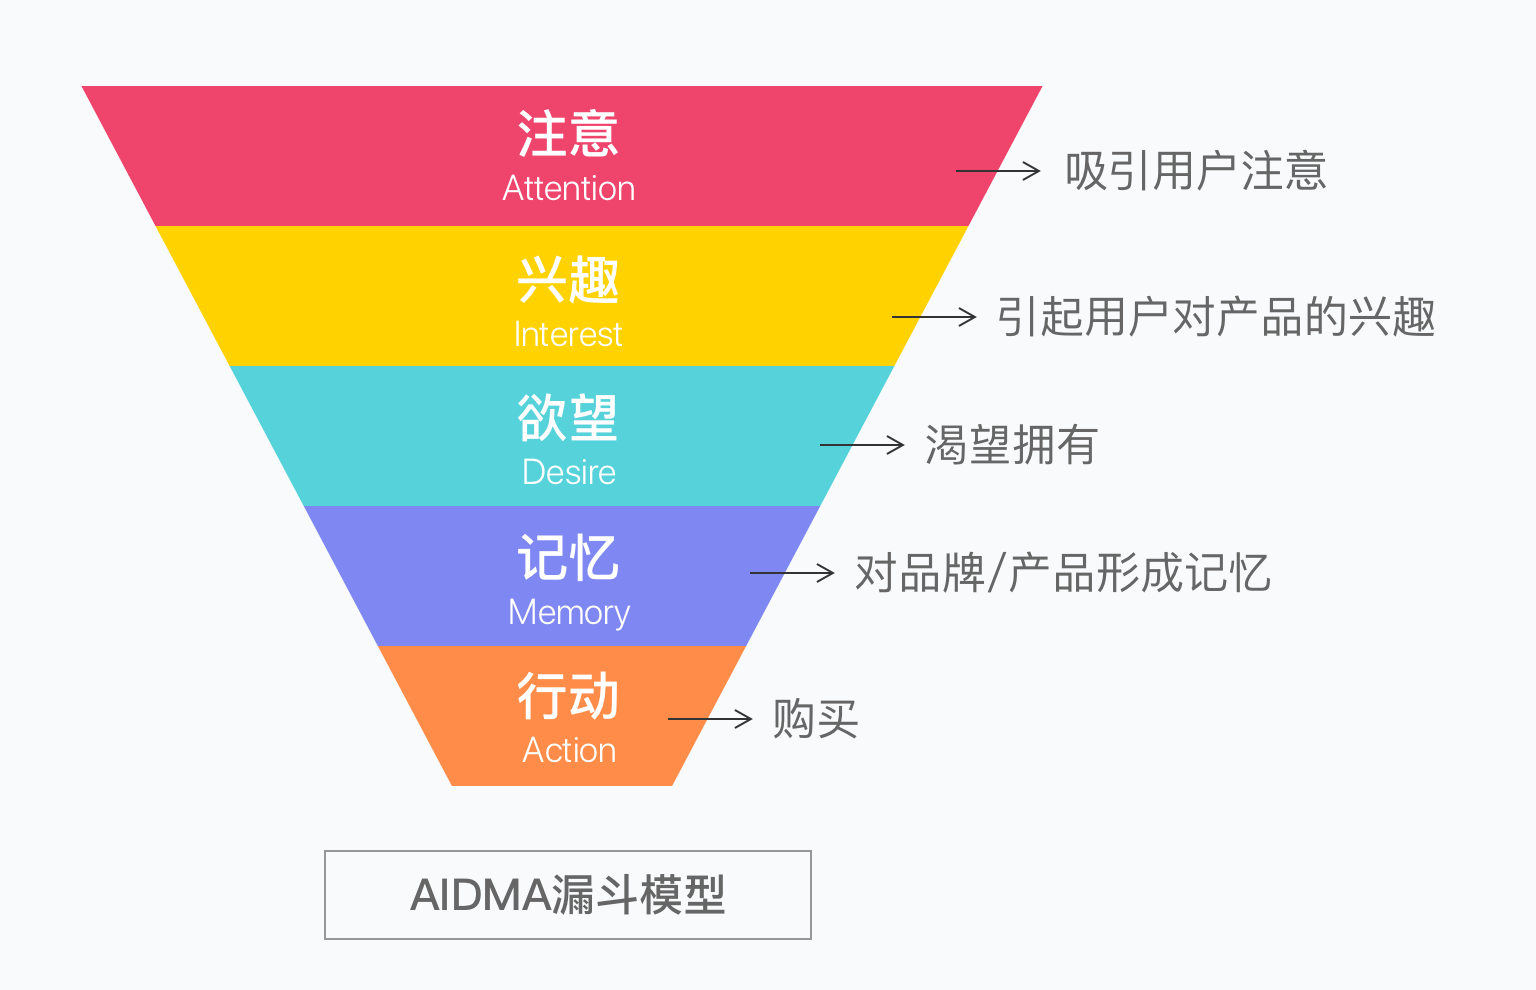 注意
Attention
吸引用户注意
兴趣
Interest
引起用户对产品的兴趣
欲望
Desire
渴望拥有
记忆
Memory
对品牌/产品形成记忆
行动
Action
购买
AIDMA漏斗模型